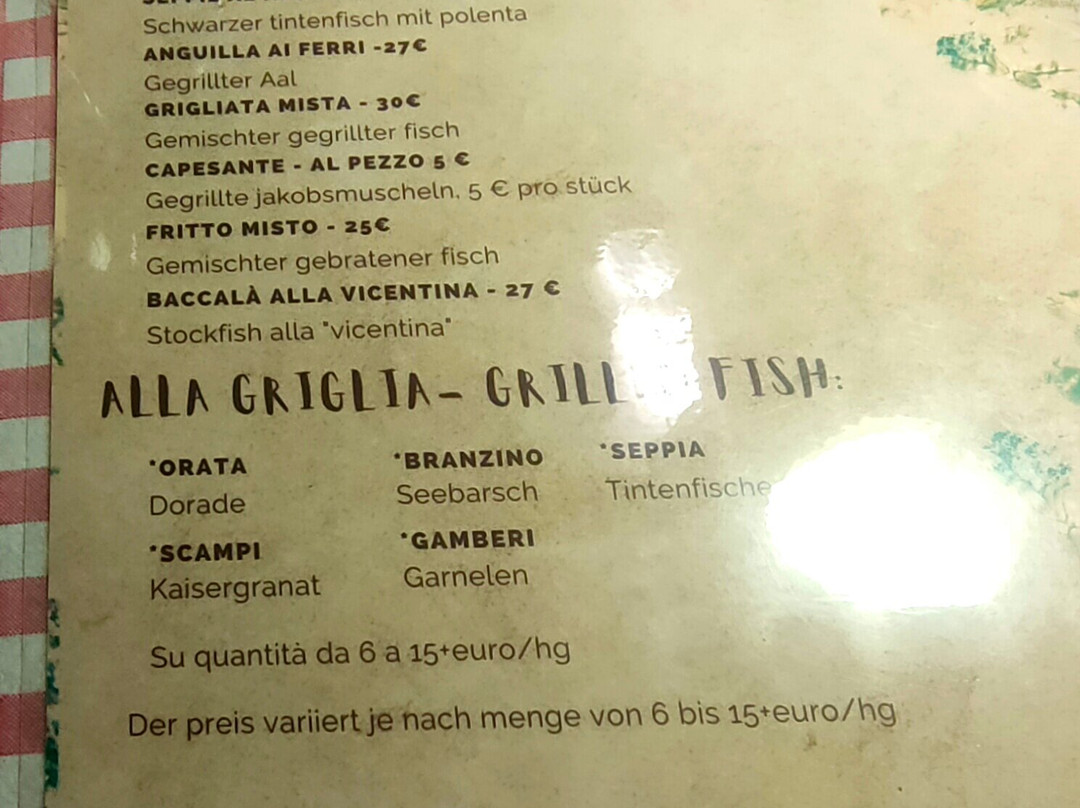 Schwarzer tintenfisch mit polenta
ANGUILLA AI FERRI -27€
Gegrillter Aal
GRIGLIATA MISTA - 30€
Gemischter gegrillter fisch
CAPESANTE - AL PEZZO 5 €
Gegrillte jakobsmuscheln, 5 € pro stück
FRITTO MISTO - 25€
Gemischter gebratener fisch
BACCALÀ ALLA VICENTINA - 27 €
Stockfish alla "vicentina"
ALLA GRIGLIA- FISH:
*ORATA *BRANZINO *SEPPIA
Dorade Seebarsch Tintenfische
*SCAMPI *GAMBERI
Kaisergranat Garnelen
Su quantità da 6 a 15+euro/hg
Der preis variiert je nach menge von 6 bis 15+euro/hg